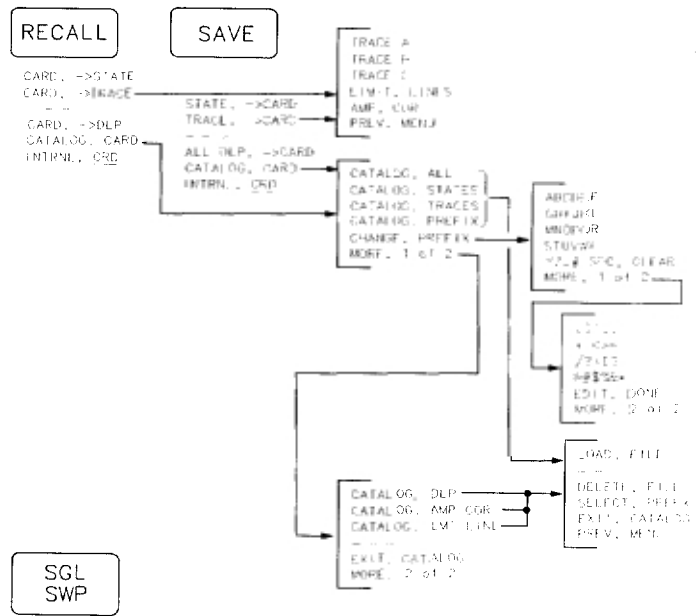 RECALL
SAVE
CARD, ->STATE
CARD, ->TRACE
CARD, ->DLP
CATALOG, CARD
INTRNL, CRD
STATE, ->CARD
TRACE, ->CARD
ALL DLP, ->CARD
CATALOG, CARD
INTRNL, CRD
TRACE A
TRACE B
TRACE C
LIMIT, LINES
AMP, COR
PREV, MENU
CATALOG, ALL
CATALOG, STATES
CATALOG, TRACES
CATALOG, PREFIX
CHANGE, PREFIX
MORE, 1 of 2
ABCDEF
GHIJKL
MNOPQR
STUVWX
YZ_# SPC, CLEAR
MORE, 1 of 2
EDIT, DONE
MORE, 2 of 2
LOAD, FILE
DELETE, FILE
SELECT, PREFIX
EXIT, CATALOG
PREV, MENU
CATALOG, DLP
CATALOG, AMP COR
CATALOG, LMT LINE
EXIT, CATALOG
MORE, 2 of 2
SGL
SWP